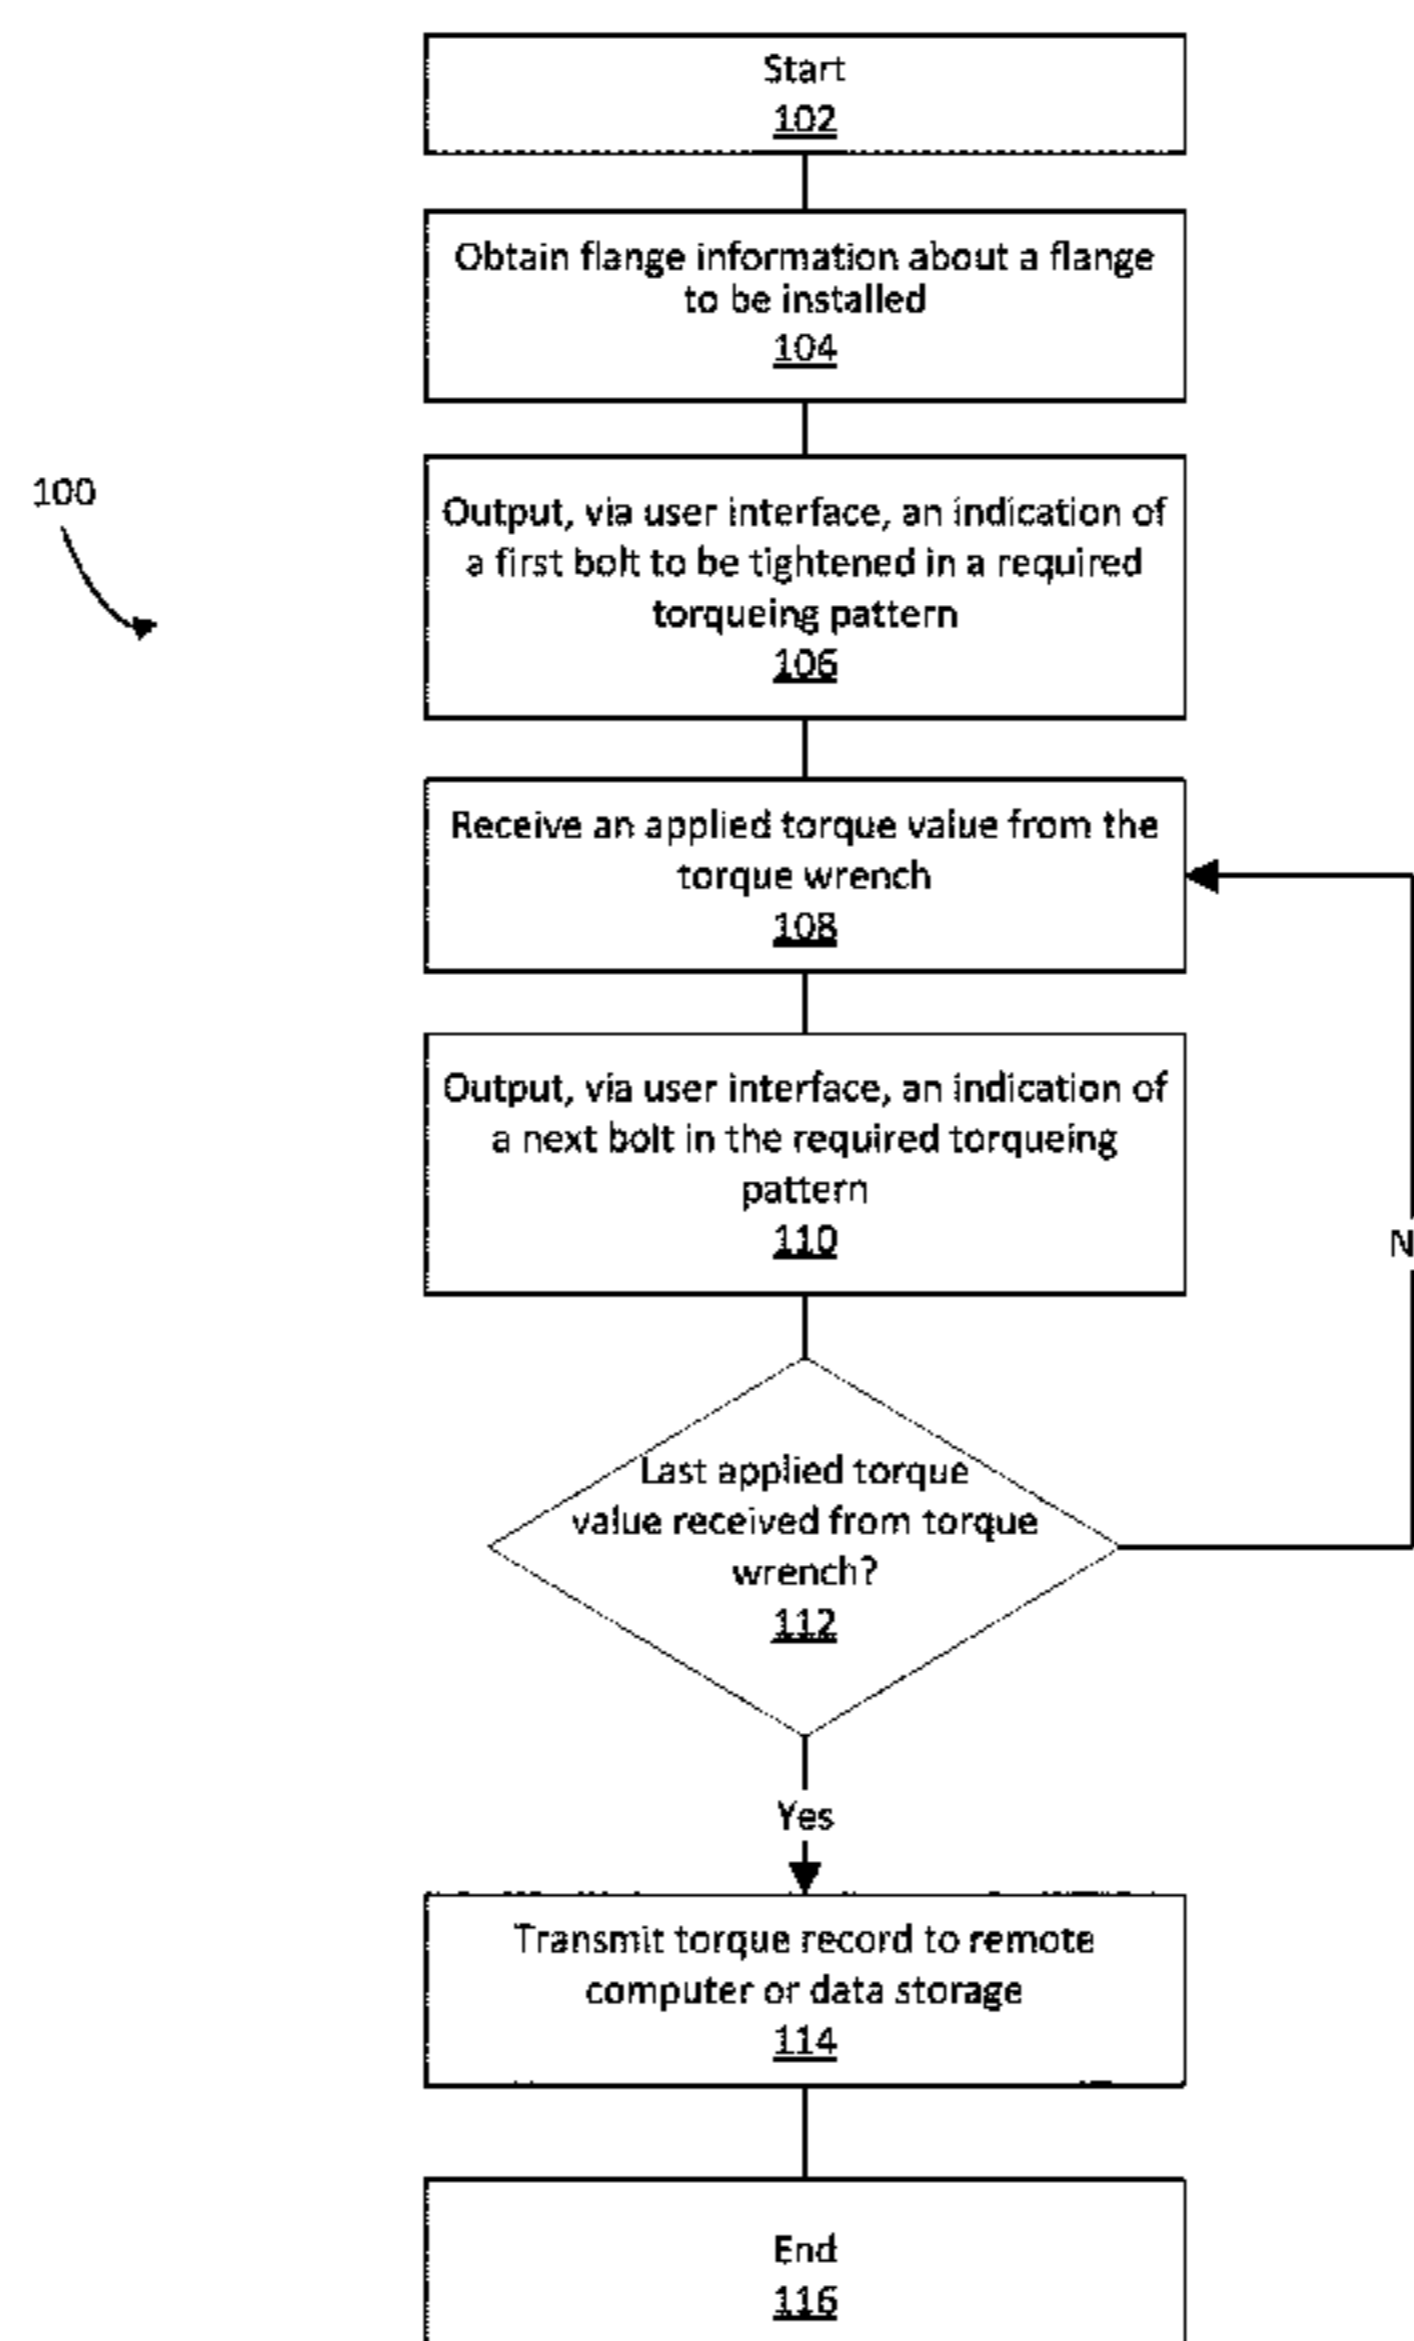 Start
102
Obtain flange information about a flange
to be installed
104
100
Output, via user interface, an indication of
a first bolt to be tightened in a required
torqueing pattern
106
Receive an applied torque value from the
torque wrench
108
Output, via user interface, an indication of
a next bolt in the required torqueing
pattern
110
N
Last applied torque
value received from torque
wrench?
112
Yes
Transmit torque record to remote
computer or data storage
114
End
116